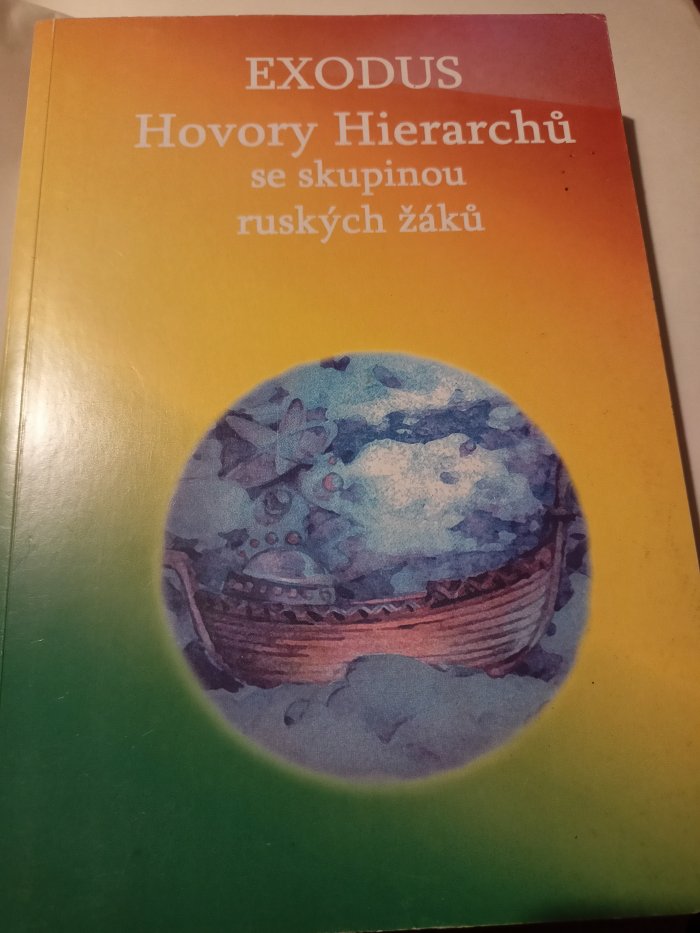 EXODUS
Hovory Hierarchů
se skupinou
ruských žáků